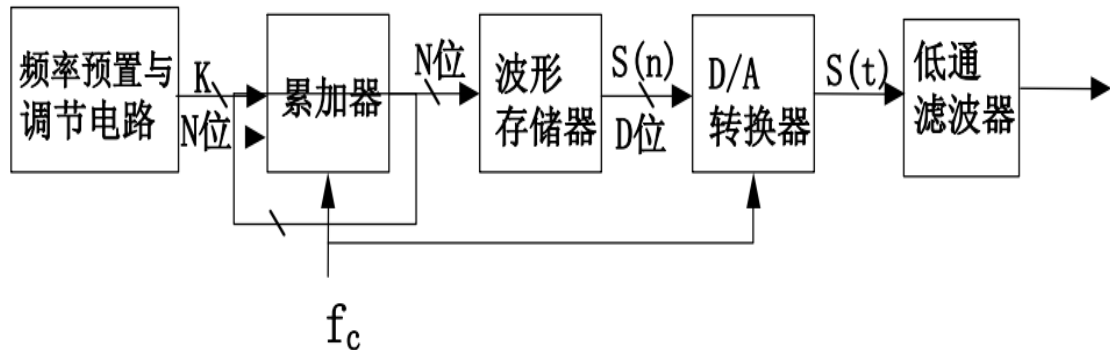 频率预置与
调节电路
K
N位
累加器
N位
波形
存储器
S(n)
D位
D/A
转换器
S(t)
低通
滤波器
fc